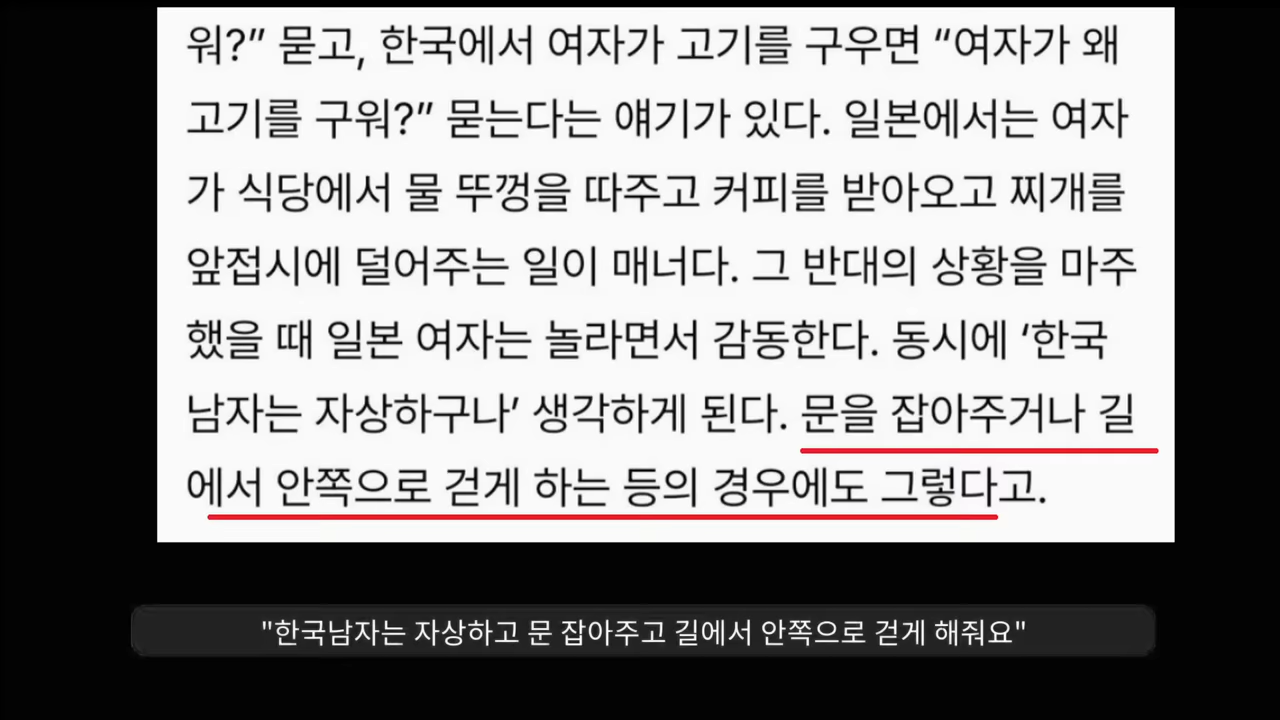 워?” 묻고, 한국에서 여자가 고기를 구우면 “여자가 왜
고기를 구워?” 묻는다는 얘기가 있다. 일본에서는 여자
가 식당에서 물 뚜껑을 따주고 커피를 받아오고 찌개를
앞접시에 덜어주는 일이 매너다. 그 반대의 상황을 마주
했을 때 일본 여자는 놀라면서 감동한다. 동시에 ‘한국
남자는 자상하구나’ 생각하게 된다. 문을 잡아주거나 길
에서 안쪽으로 걷게 하는 등의 경우에도 그렇다고.
"한국남자는 자상하고 문 잡아주고 길에서 안쪽으로 걷게 해줘요"